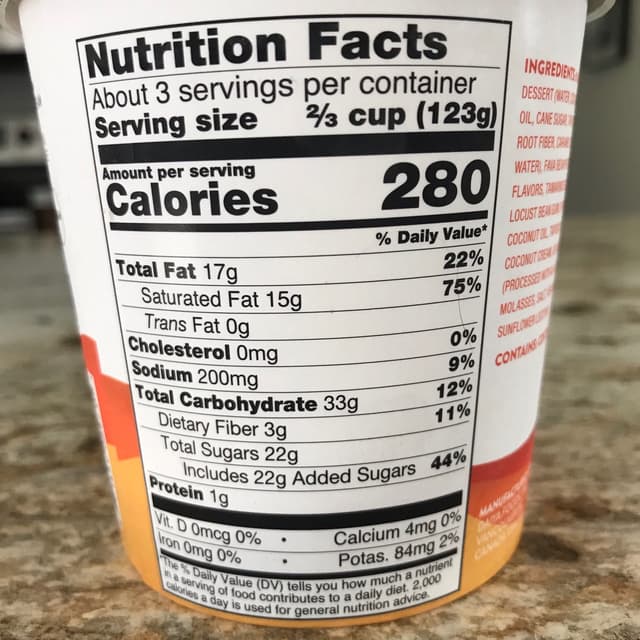 Nutrition Facts
About 3 servings per container
Serving size ⅔ cup (123g)
Amount per serving
Calories 280
% Daily Value*
Total Fat 17g 22%
Saturated Fat 15g 75%
Trans Fat 0g
Cholesterol 0mg 0%
Sodium 200mg 9%
Total Carbohydrate 33g 12%
Dietary Fiber 3g 11%
Total Sugars 22g
Includes 22g Added Sugars 44%
Protein 1g
Vit. D 0mcg 0% • Calcium 4mg 0%
Iron 0mg 0% • Potas. 84mg 2%
*The % Daily Value (DV) tells you how much a nutrient
in a serving of food contributes to a daily diet. 2,000
calories a day is used for general nutrition advice.
DESSERT (WATER
OIL, CANE SUGAR,
ROOT FIBER,
WATER), FAVA
FLAVORS,
LOCUST BEAN
COCONUT OIL,
COCONUT CREAM,
(PROCESSED
MOLASSES,
SUNFLOWER